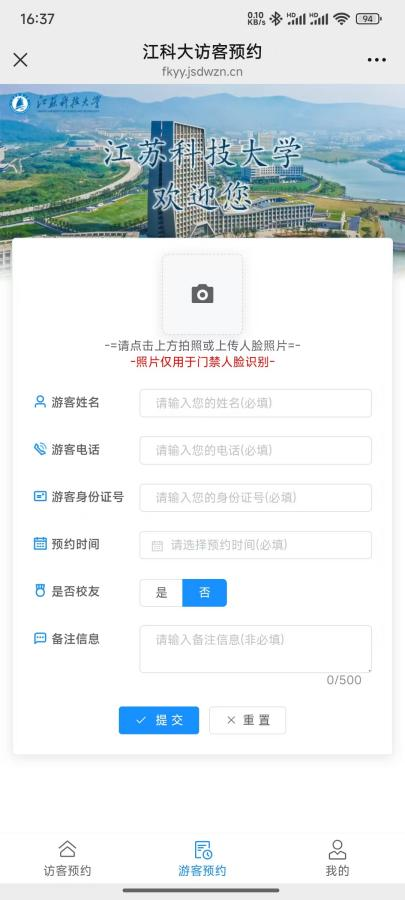 16:37
0.10 KB/s HD HD 94
江科大访客预约
fkyy.jsdwzn.cn
江苏科技大学
江苏科技大学
欢迎您
-=请点击上方拍照或上传人脸照片=-
-照片仅用于门禁人脸识别-
游客姓名 请输入您的姓名(必填)
游客电话 请输入您的电话(必填)
游客身份证号 请输入您的身份证号(必填)
预约时间 请选择预约时间(必填)
是否校友 是 否
备注信息 请输入备注信息(非必填)
0/500
提交 重置
访客预约 游客预约 我的